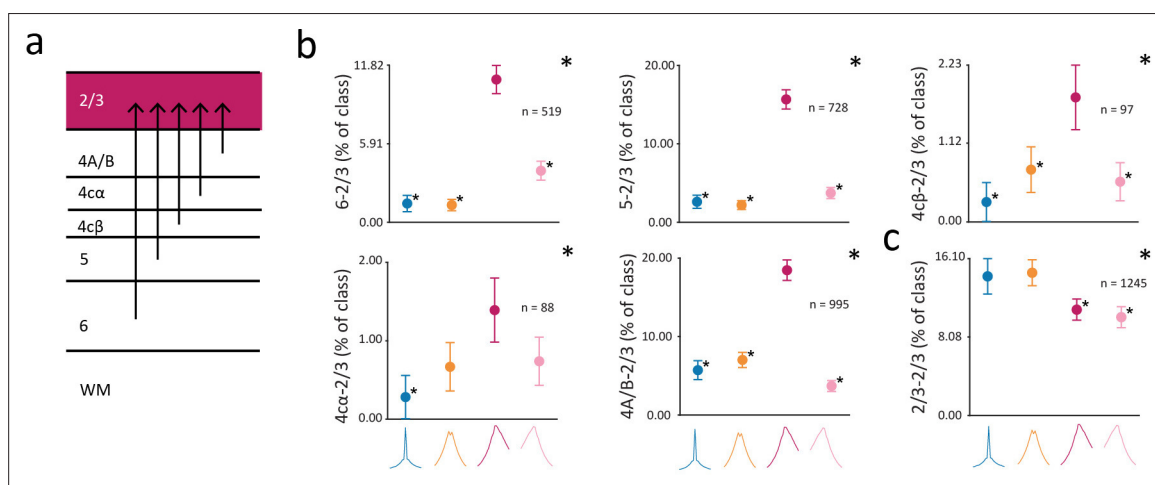 a
2/3
4A/B
4cα
4cβ
5
6
WM
b
6-2/3 (% of class)
11.82
5.91
0.00
*
n = 519
*
*
*
5-2/3 (% of class)
20.00
10.00
0.00
*
n = 728
*
*
*
4cβ-2/3 (% of class)
2.23
1.12
0.00
*
n = 97
*
*
*
4cα-2/3 (% of class)
2.00
1.00
0.00
*
n = 88
*
4A/B-2/3 (% of class)
20.00
10.00
0.00
*
n = 995
*
*
*
c
2/3-2/3 (% of class)
16.10
8.08
0.00
*
n = 1245
*
*